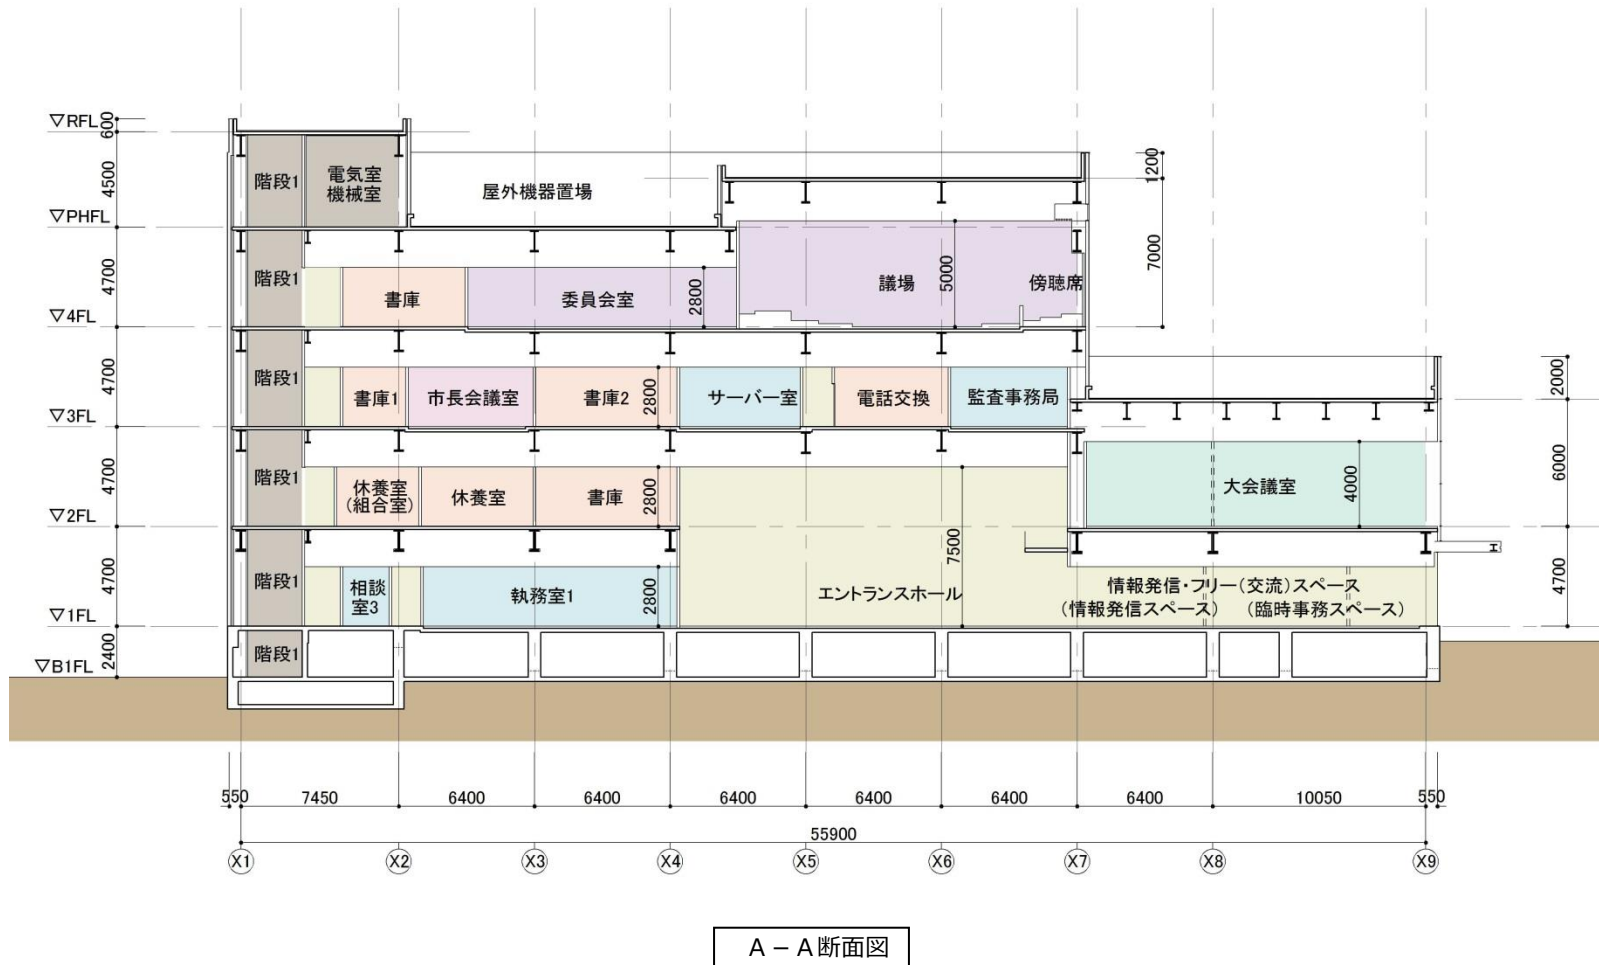 ▽RFL
600
4500
電気室
機械室
階段1
屋外機器置場
1200
▽PHFL
4700
階段1
書庫
委員会室
2800
議場
5000
傍聴席
7000
▽4FL
4700
階段1
書庫1
市長会議室
書庫2
2800
サーバー室
電話交換
監査事務局
2000
▽3FL
4700
階段1
休養室
(組合室)
休養室
書庫
2800
大会議室
4000
6000
▽2FL
4700
階段1
相談
室3
執務室1
2800
エントランスホール
7500
情報発信・フリー(交流)スペース
(情報発信スペース) (臨時事務スペース)
4700
H
▽1FL
2400
階段1
▽B1FL
550 7450 6400 6400 6400 6400 6400 6400 10050 550
55900
X1 X2 X3 X4 X5 X6 X7 X8 X9
A-A断面図